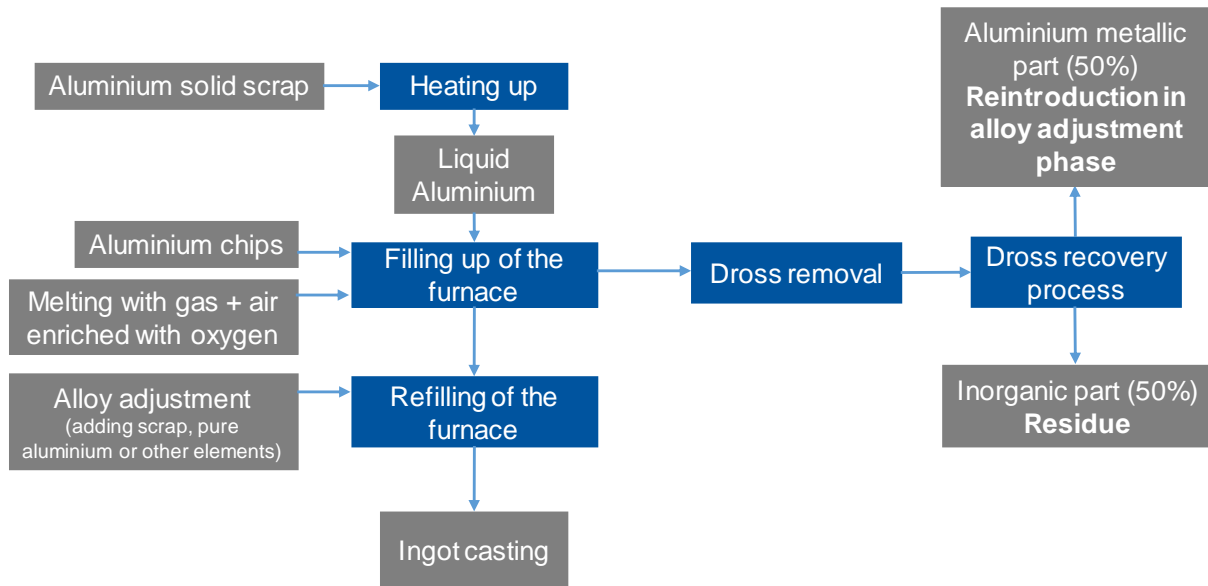 Aluminium solid scrap
Heating up
Liquid
Aluminium
Aluminium chips
Melting with gas + air
enriched with oxygen
Filling up of the
furnace
Alloy adjustment
(adding scrap, pure
aluminium or other elements)
Refilling of the
furnace
Ingot casting
Dross removal
Dross recovery
process
Aluminium metallic
part (50%)
Reintroduction in
alloy adjustment
phase
Inorganic part (50%)
Residue